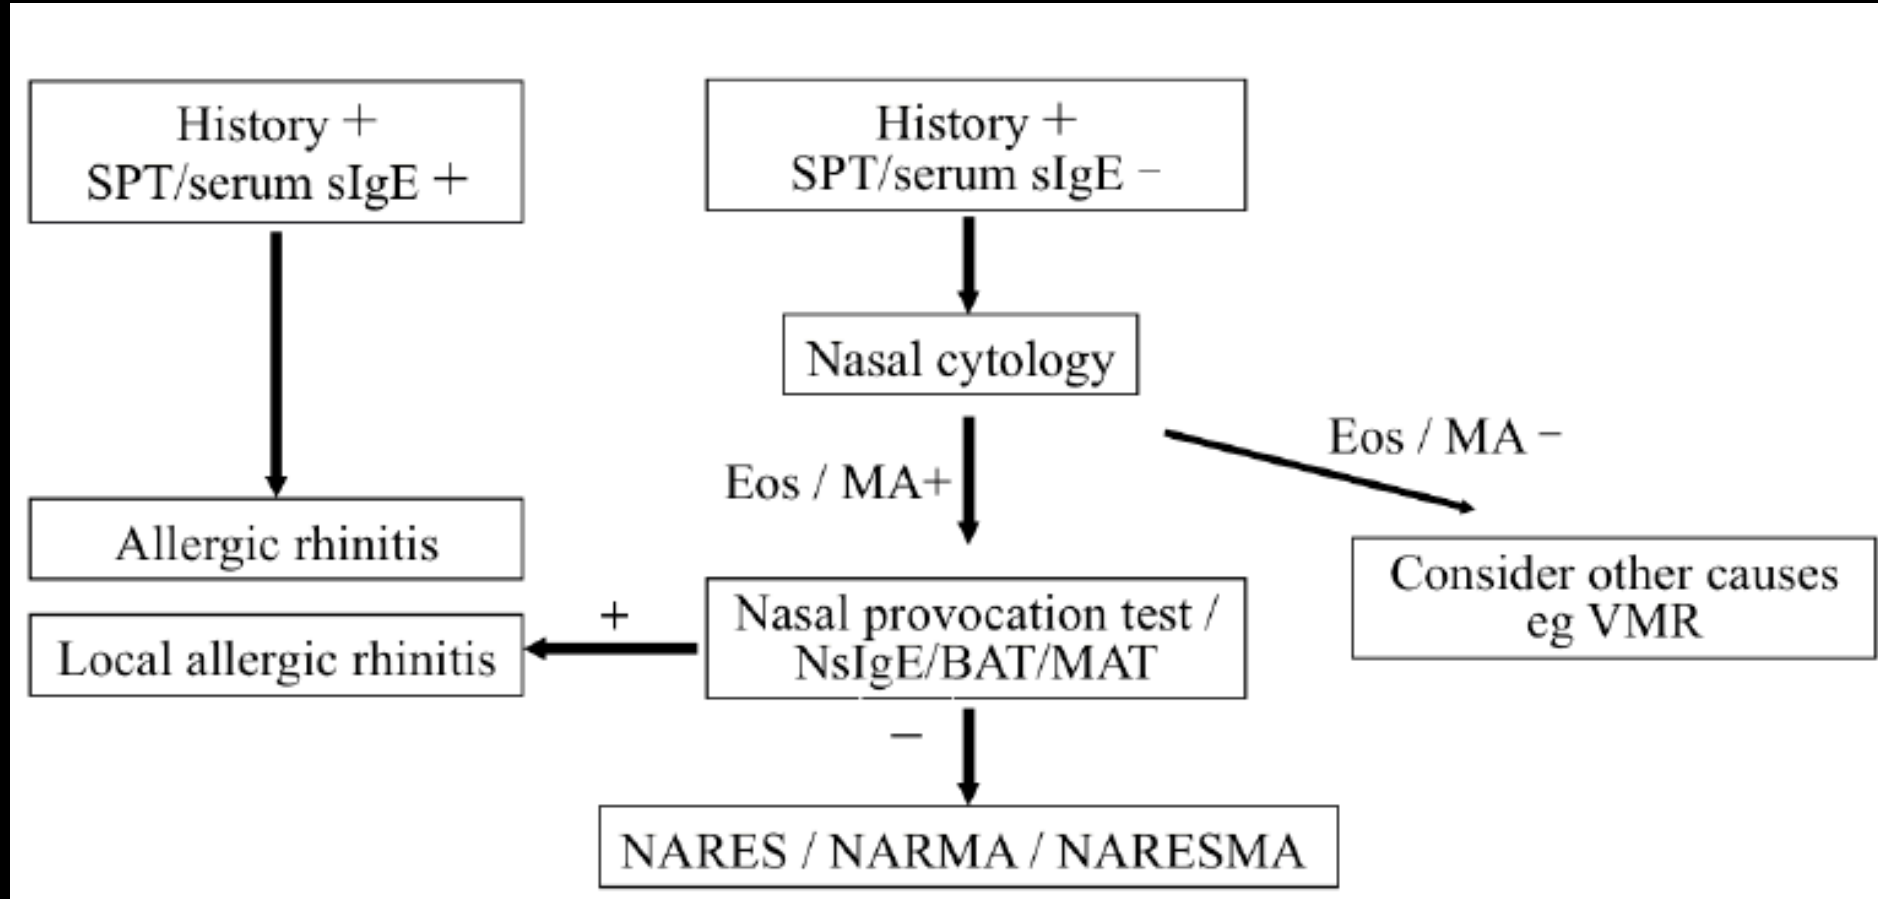 History +
SPT/serum sIgE +
History +
SPT/serum sIgE −
Nasal cytology
Eos / MA −
Eos / MA+
Allergic rhinitis
Consider other causes
eg VMR
+
Nasal provocation test /
NsIgE/BAT/MAT
Local allergic rhinitis
−
NARES / NARMA / NARESMA